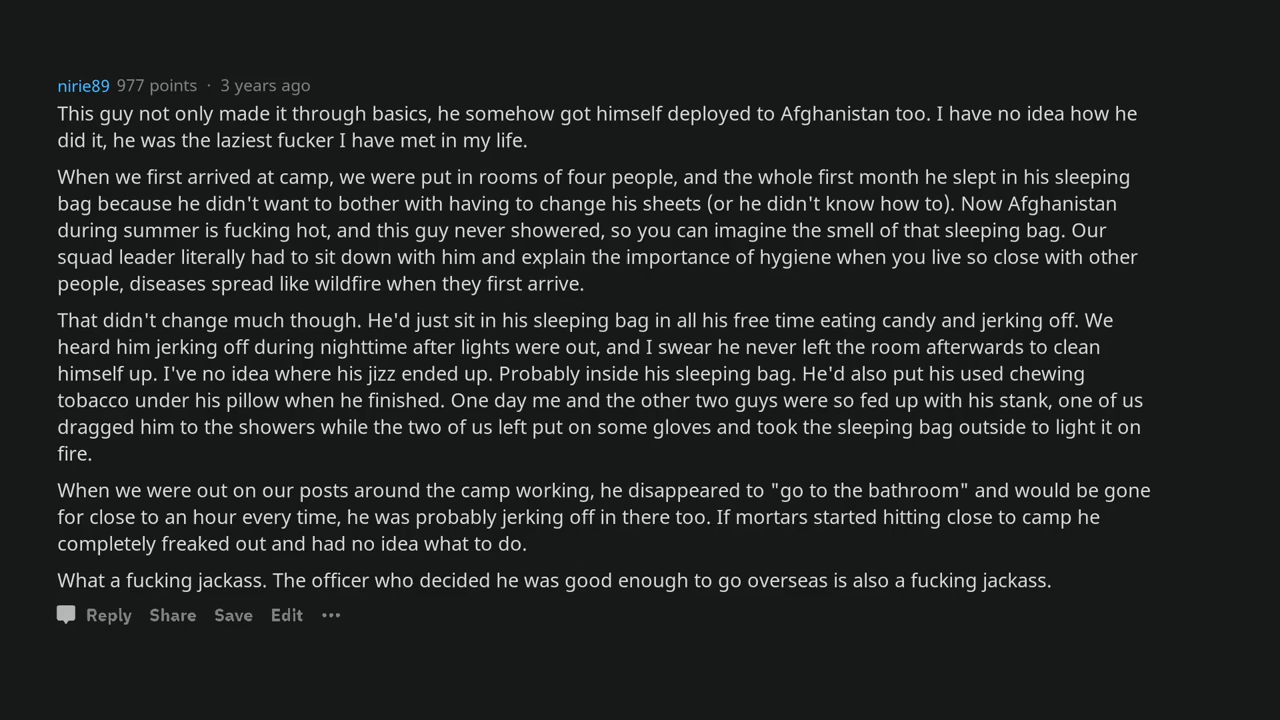 nirie89 977 points · 3 years ago
This guy not only made it through basics, he somehow got himself deployed to Afghanistan too. I have no idea how he
did it, he was the laziest fucker I have met in my life.
When we first arrived at camp, we were put in rooms of four people, and the whole first month he slept in his sleeping
bag because he didn't want to bother with having to change his sheets (or he didn't know how to). Now Afghanistan
during summer is fucking hot, and this guy never showered, so you can imagine the smell of that sleeping bag. Our
squad leader literally had to sit down with him and explain the importance of hygiene when you live so close with other
people, diseases spread like wildfire when they first arrive.
That didn't change much though. He'd just sit in his sleeping bag in all his free time eating candy and jerking off. We
heard him jerking off during nighttime after lights were out, and I swear he never left the room afterwards to clean
himself up. I've no idea where his jizz ended up. Probably inside his sleeping bag. He'd also put his used chewing
tobacco under his pillow when he finished. One day me and the other two guys were so fed up with his stank, one of us
dragged him to the showers while the two of us left put on some gloves and took the sleeping bag outside to light it on
fire.
When we were out on our posts around the camp working, he disappeared to "go to the bathroom" and would be gone
for close to an hour every time, he was probably jerking off in there too. If mortars started hitting close to camp he
completely freaked out and had no idea what to do.
What a fucking jackass. The officer who decided he was good enough to go overseas is also a fucking jackass.
Reply Share Save Edit ···